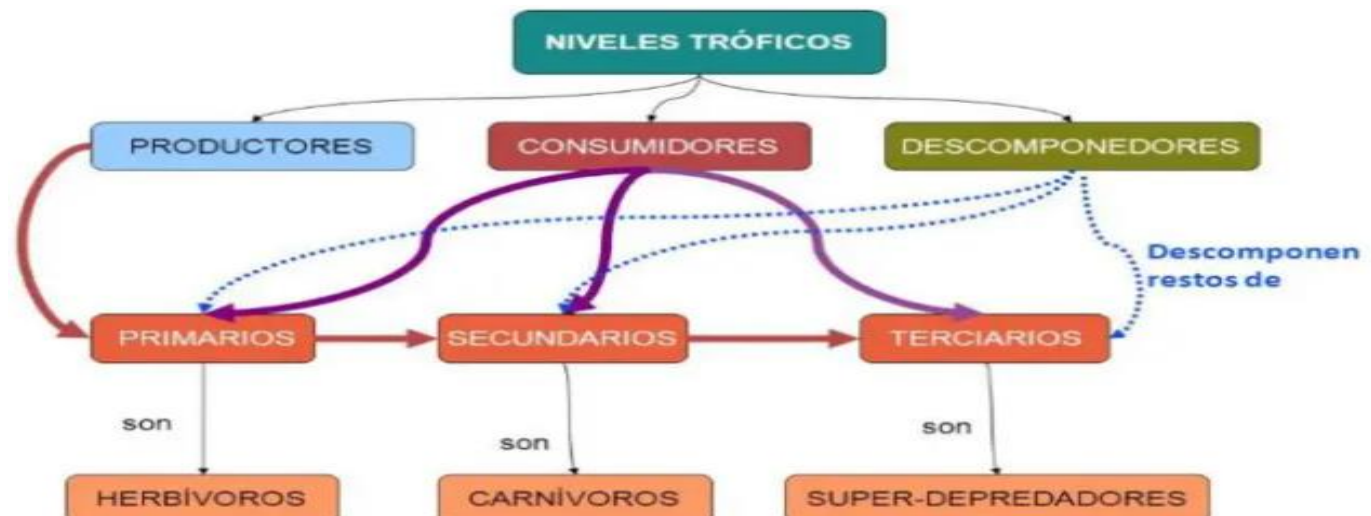 NIVELES TRÓFICOS
PRODUCTORES
CONSUMIDORES
DESCOMPONEDORES
Descomponen
restos de
PRIMARIOS
SECUNDARIOS
TERCIARIOS
son
son
son
HERBÍVOROS
CARNÍVOROS
SUPER-DEPREDADORES